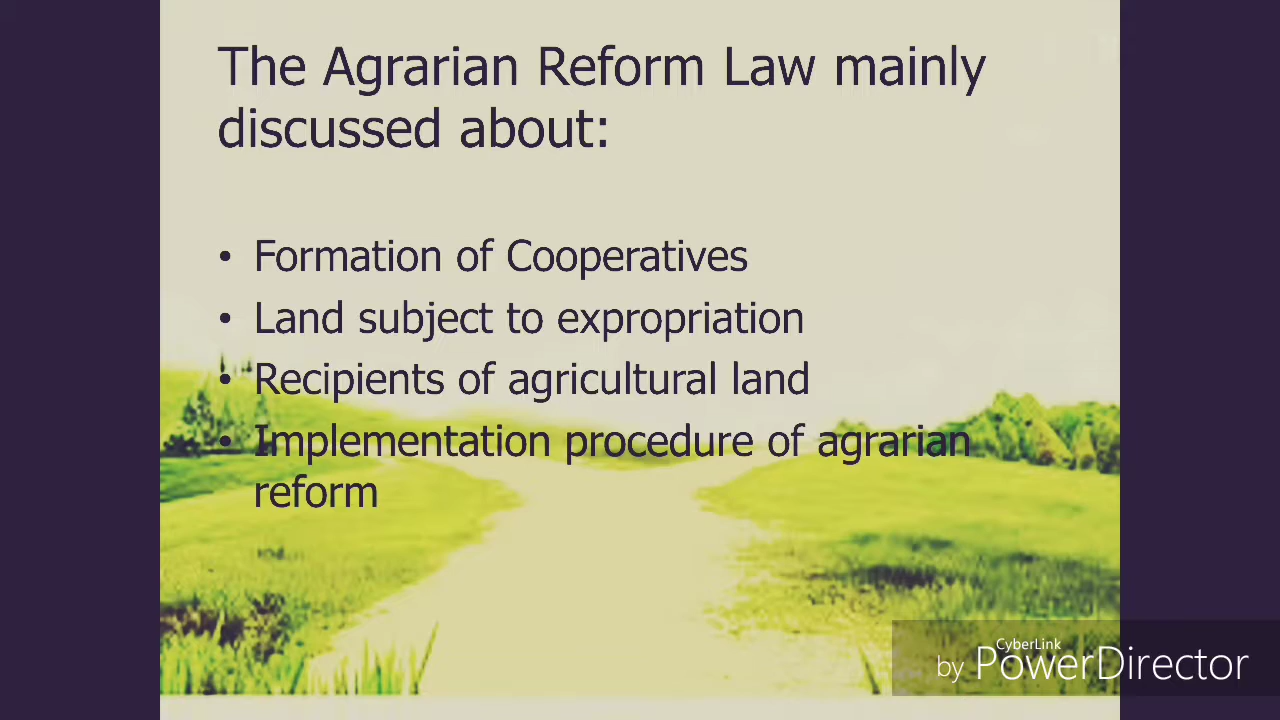 The Agrarian Reform Law mainly
discussed about:
• Formation of Cooperatives
• Land subject to expropriation
• Recipients of agricultural land
• Implementation procedure of agrarian
reform
CyberLink
by PowerDirector